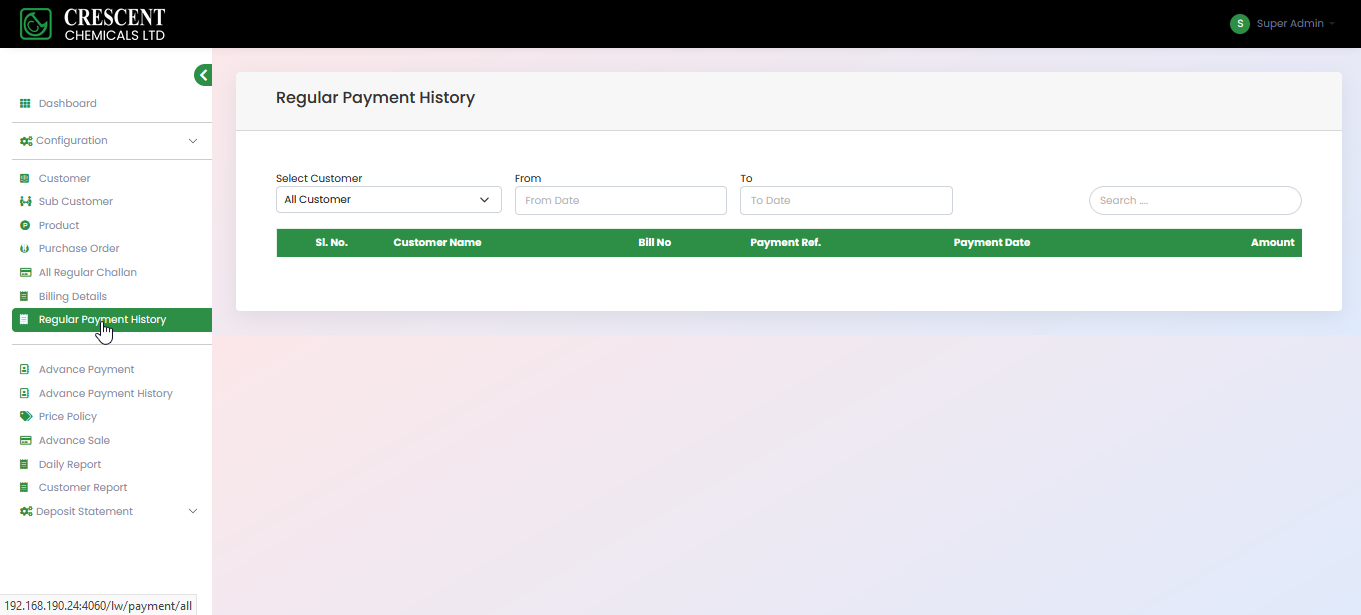 CRESCENT
CHEMICALS LTD
S Super Admin
Dashboard
Configuration
Customer
Sub Customer
Product
Purchase Order
All Regular Challan
Billing Details
Regular Payment History
Advance Payment
Advance Payment History
Price Policy
Advance Sale
Daily Report
Customer Report
Deposit Statement
Regular Payment History
Select Customer From To
All Customer From Date To Date Search ....
Sl. No. Customer Name Bill No Payment Ref. Payment Date Amount
192.168.190.24:4060/lw/payment/all